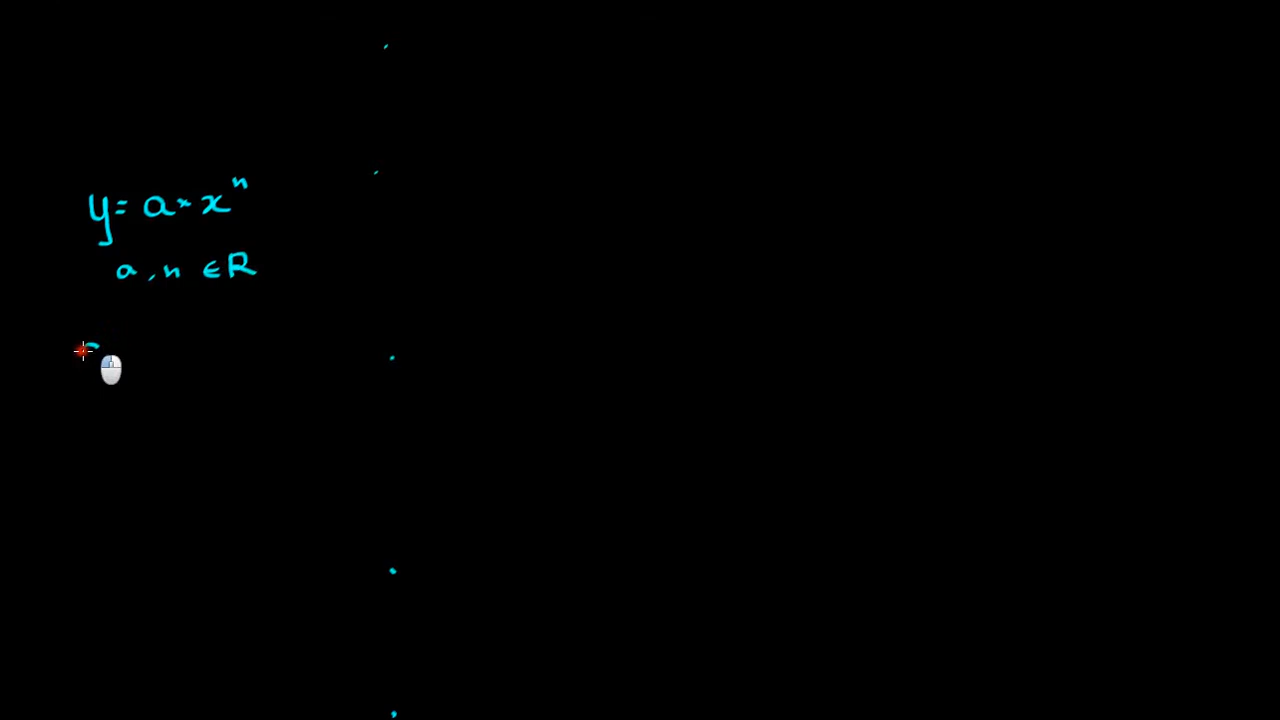 y = a * x^n
a, n ∈ R